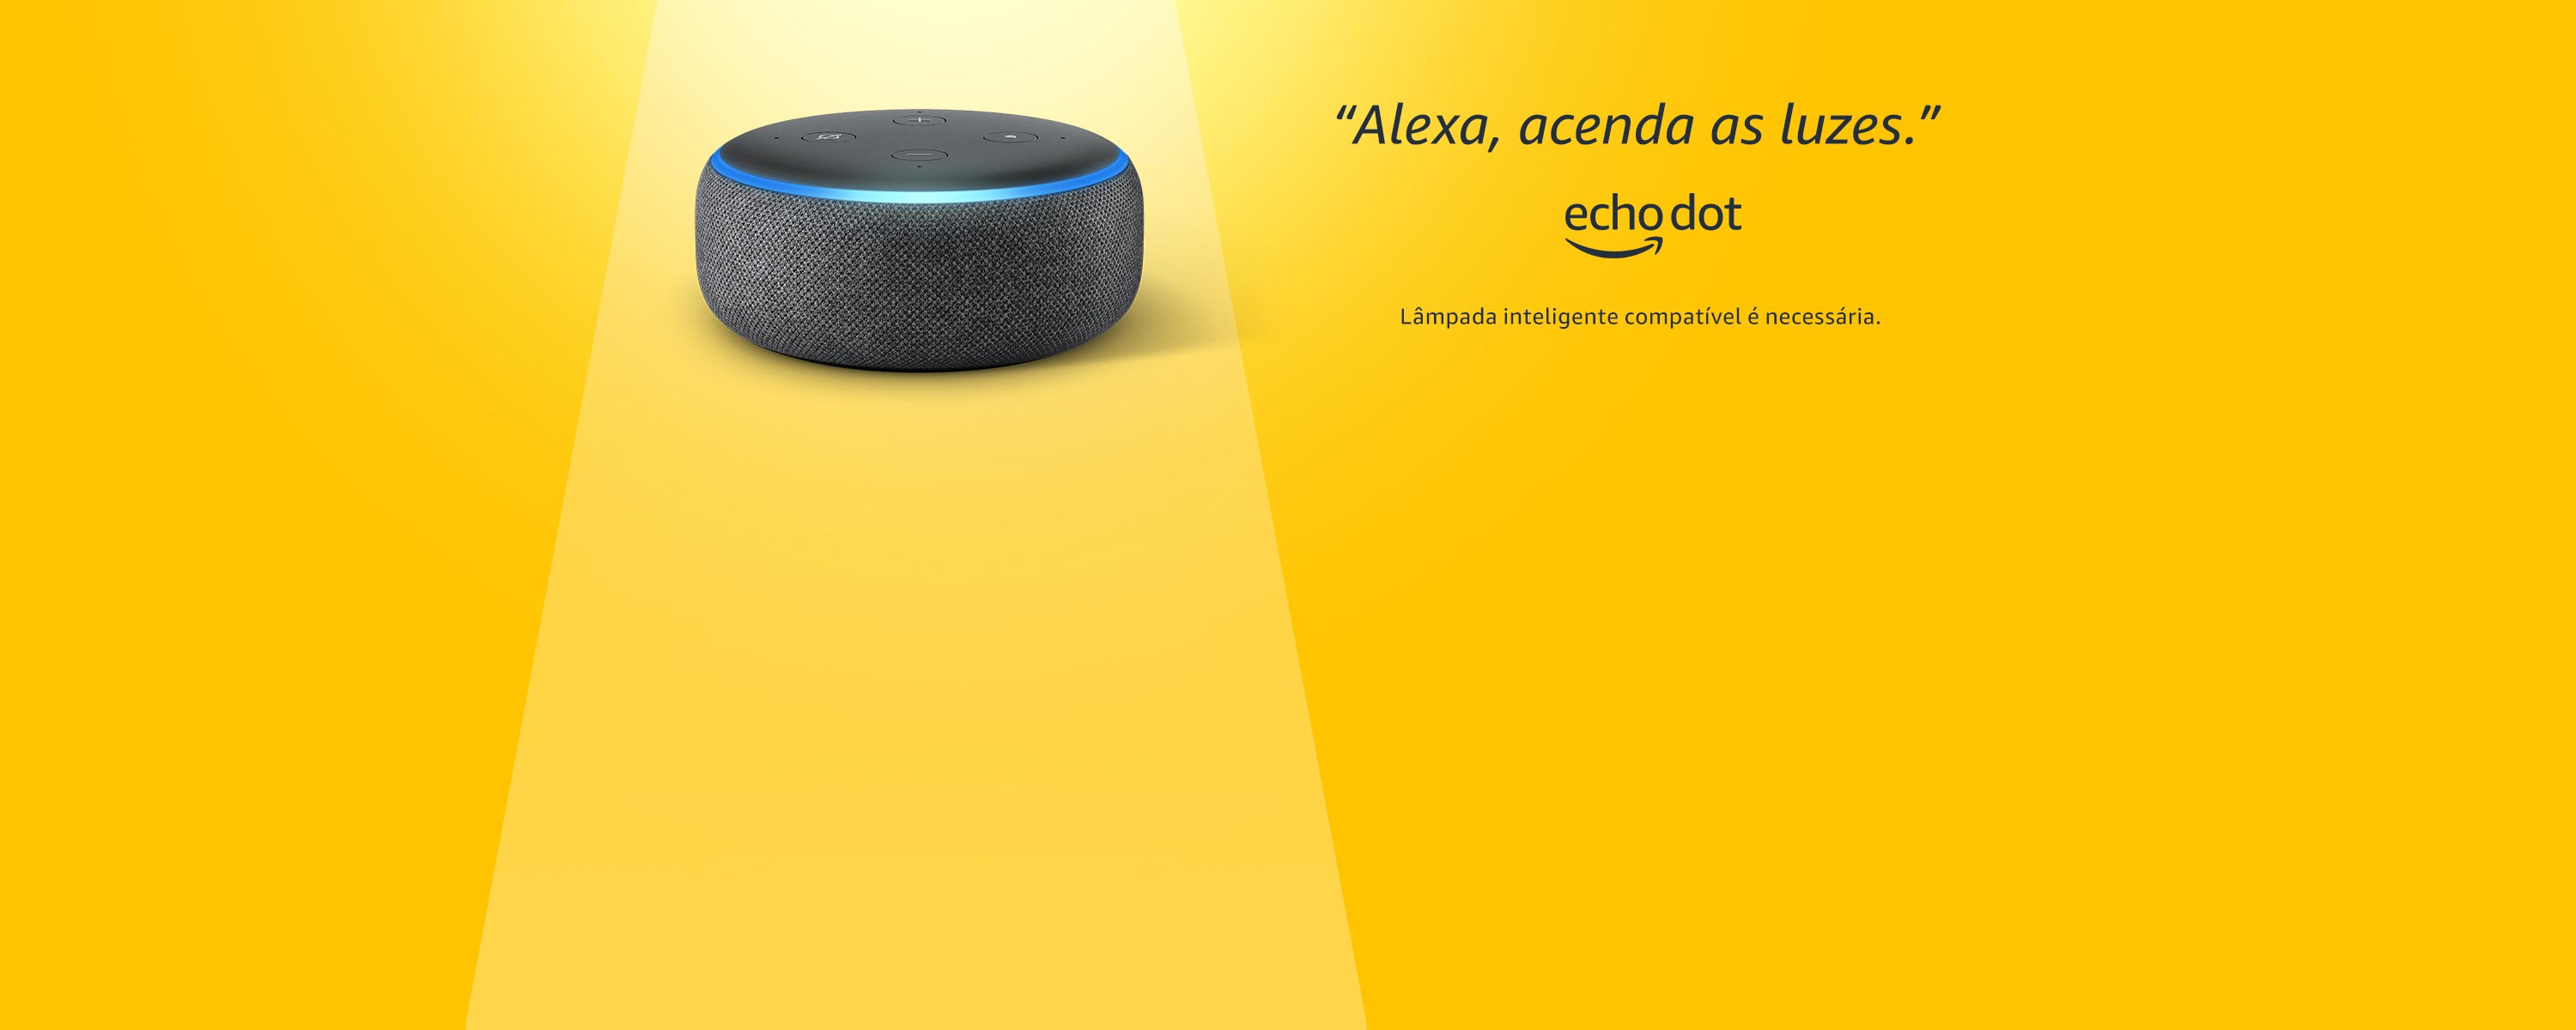 “Alexa, acenda as luzes.”
echo dot
Lâmpada inteligente compatível é necessária.